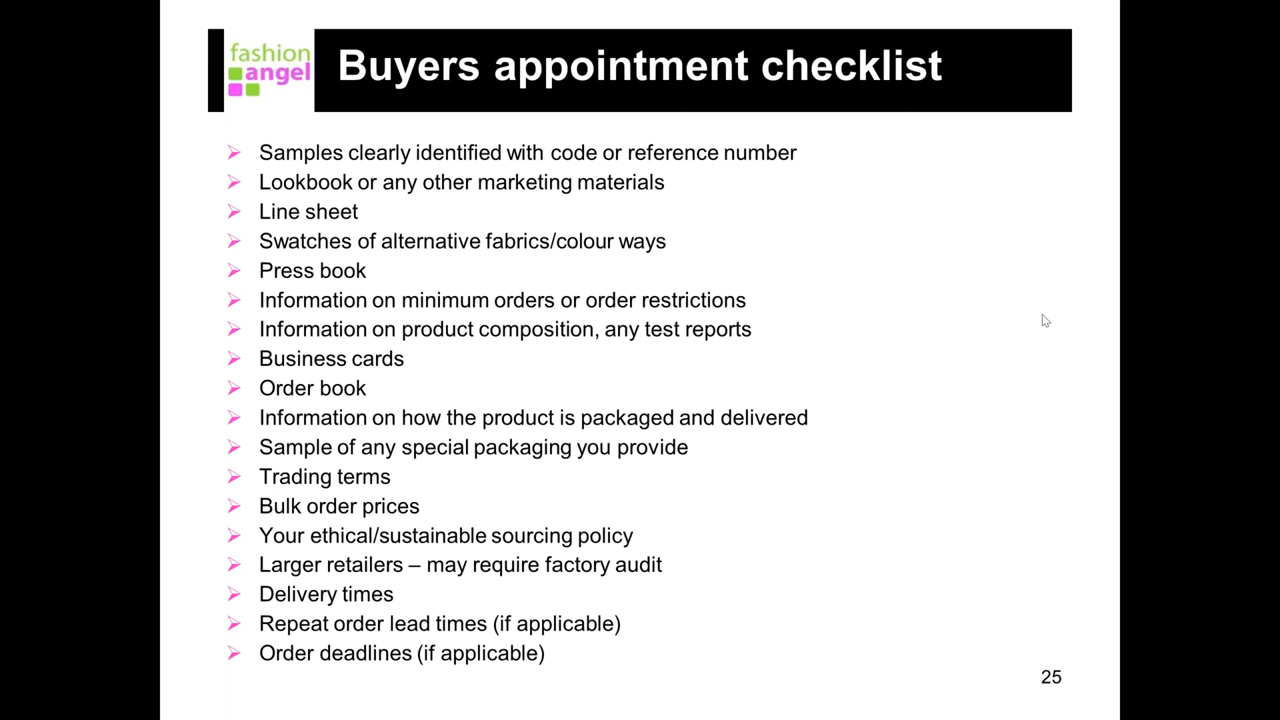 fashion
angel
Buyers appointment checklist
Samples clearly identified with code or reference number
Lookbook or any other marketing materials
Line sheet
Swatches of alternative fabrics/colour ways
Press book
Information on minimum orders or order restrictions
Information on product composition, any test reports
Business cards
Order book
Information on how the product is packaged and delivered
Sample of any special packaging you provide
Trading terms
Bulk order prices
Your ethical/sustainable sourcing policy
Larger retailers – may require factory audit
Delivery times
Repeat order lead times (if applicable)
Order deadlines (if applicable)
25